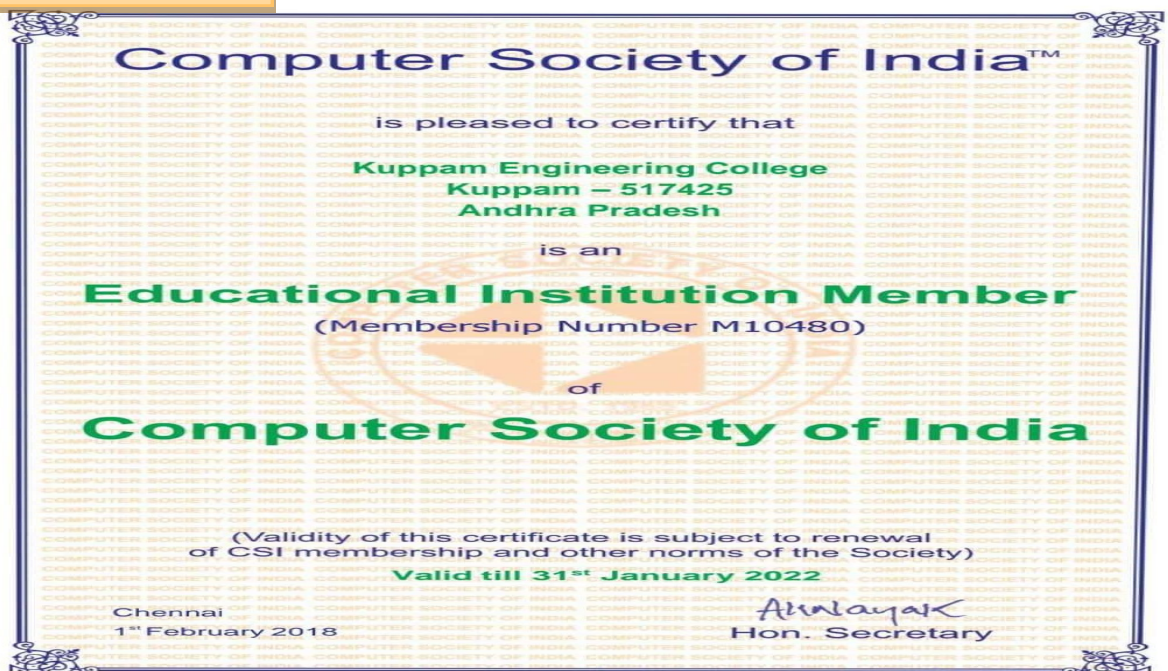 Computer Society of India™
is pleased to certify that
Kuppam Engineering College
Kuppam – 517425
Andhra Pradesh
is an
Educational Institution Member
(Membership Number M10480)
of
Computer Society of India
(Validity of this certificate is subject to renewal
of CSI membership and other norms of the Society)
Valid till 31st January 2022
Chennai
1st February 2018
Hon. Secretary